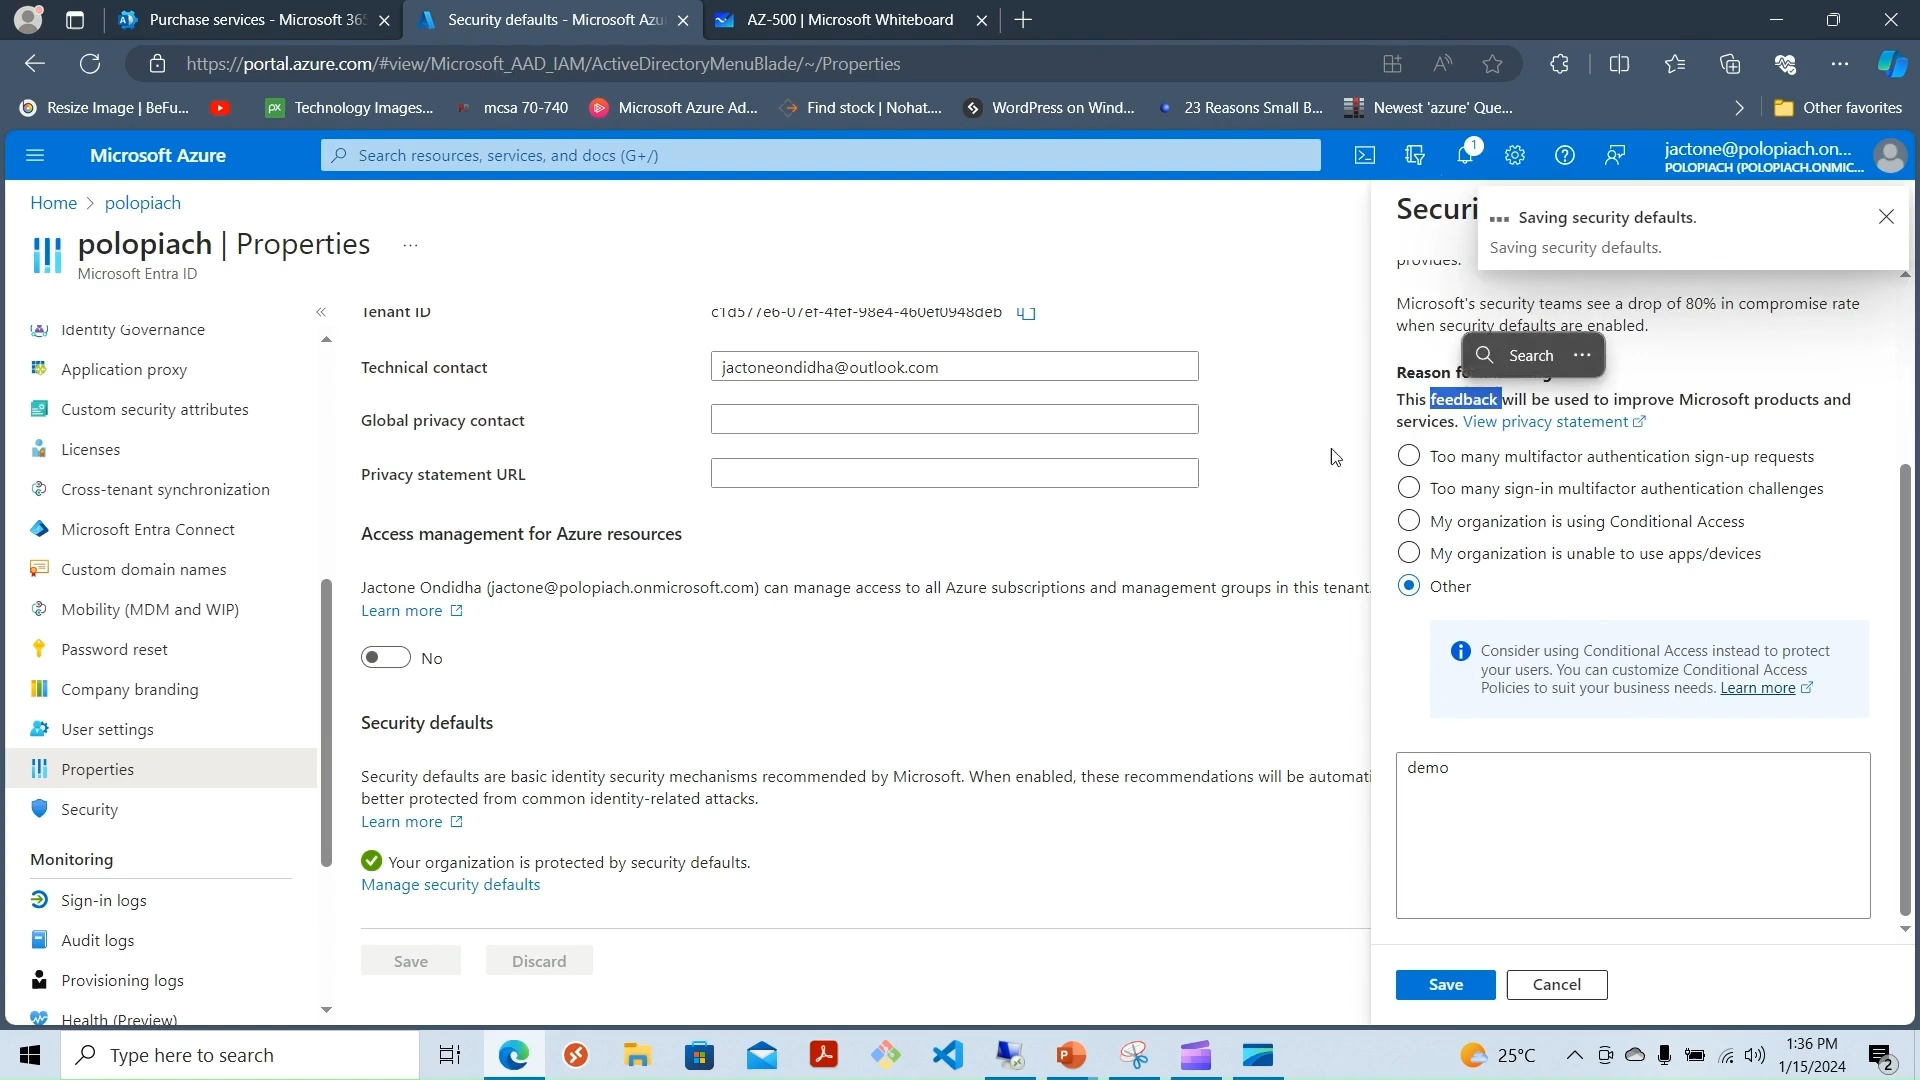 Purchase services - Microsoft 365
Security defaults - Microsoft Azu
AZ-500 | Microsoft Whiteboard
https://portal.azure.com/#view/Microsoft_AAD_IAM/ActiveDirectoryMenuBlade/~/Properties
Resize Image | BeFu...
Technology Images...
mcsa 70-740
Microsoft Azure Ad...
Find stock | Nohat....
WordPress on Wind...
23 Reasons Small B...
Newest 'azure' Que...
Other favorites
Microsoft Azure
Search resources, services, and docs (G+/)
1
jactone@polopiach.on...
POLOPIACH (POLOPIACH.ONMIC...
Home > polopiach
polopiach | Properties ...
Microsoft Entra ID
Identity Governance
Application proxy
Custom security attributes
Licenses
Cross-tenant synchronization
Microsoft Entra Connect
Custom domain names
Mobility (MDM and WIP)
Password reset
Company branding
User settings
Properties
Security
Monitoring
Sign-in logs
Audit logs
Provisioning logs
Health (Preview)
Tenant ID
c1d577e6-07ef-4fef-98e4-460ef0948deb
Technical contact
jactoneondidha@outlook.com
Global privacy contact
Privacy statement URL
Access management for Azure resources
Jactone Ondidha (jactone@polopiach.onmicrosoft.com) can manage access to all Azure subscriptions and management groups in this tenant.
Learn more
No
Security defaults
Security defaults are basic identity security mechanisms recommended by Microsoft. When enabled, these recommendations will be automati
better protected from common identity-related attacks.
Learn more
Your organization is protected by security defaults.
Manage security defaults
Save
Discard
Securi
Saving security defaults.
Saving security defaults.
provides.
Microsoft's security teams see a drop of 80% in compromise rate
when security defaults are enabled.
Search ...
Reason
This feedback will be used to improve Microsoft products and
services. View privacy statement
Too many multifactor authentication sign-up requests
Too many sign-in multifactor authentication challenges
My organization is using Conditional Access
My organization is unable to use apps/devices
Other
Consider using Conditional Access instead to protect
your users. You can customize Conditional Access
Policies to suit your business needs. Learn more
demo
Save
Cancel
Type here to search
25°C
1:36 PM
1/15/2024
2